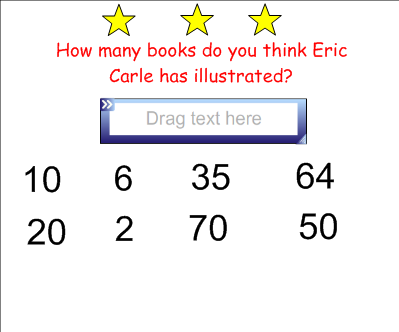 How many books do you think Eric
Carle has illustrated?
Drag text here
10 6 35 64
20 2 70 50